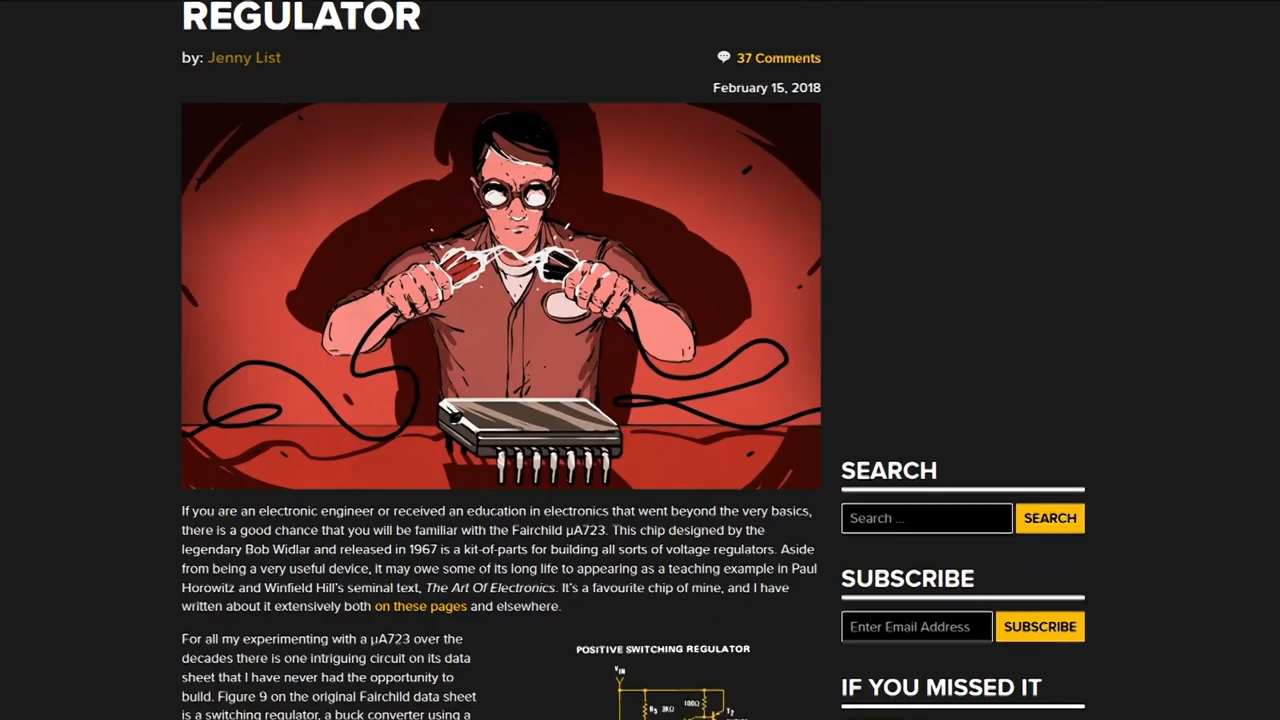 REGULATOR
by: Jenny List
37 Comments
February 15, 2018
If you are an electronic engineer or received an education in electronics that went beyond the very basics,
there is a good chance that you will be familiar with the Fairchild μA723. This chip designed by the
legendary Bob Widlar and released in 1967 is a kit-of-parts for building all sorts of voltage regulators. Aside
from being a very useful device, it may owe some of its long life to appearing as a teaching example in Paul
Horowitz and Winfield Hill's seminal text, The Art Of Electronics. It's a favourite chip of mine, and I have
written about it extensively both on these pages and elsewhere.
For all my experimenting with a μA723 over the
decades there is one intriguing circuit on its data
sheet that I have never had the opportunity to
build. Figure 9 on the original Fairchild data sheet
is a switching regulator, a buck converter using a
POSITIVE SWITCHING REGULATOR
VIN
R5 3KΩ 100Ω T2
SEARCH
Search ...
SEARCH
SUBSCRIBE
Enter Email Address
SUBSCRIBE
IF YOU MISSED IT